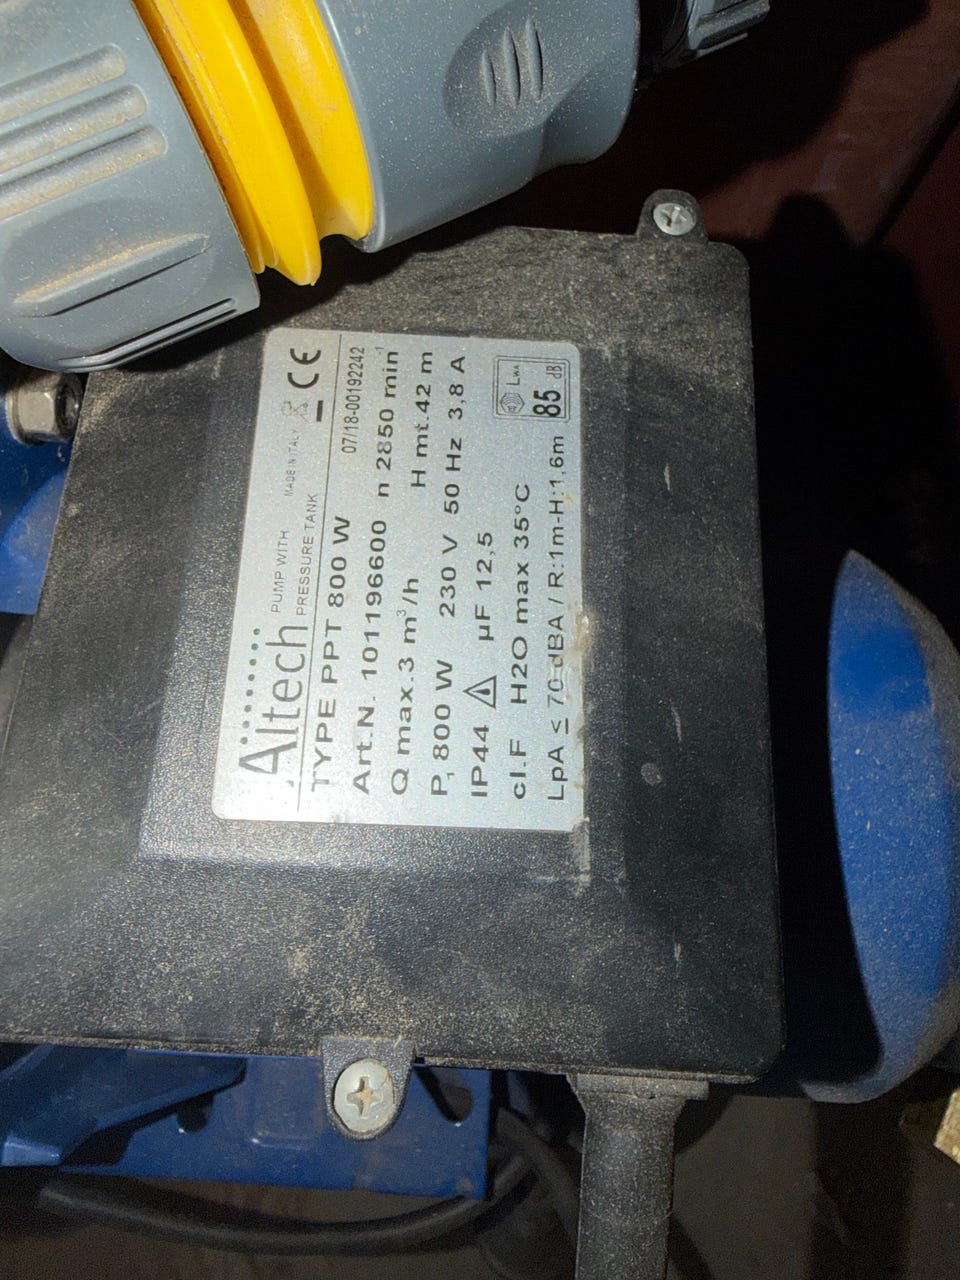 Altech PUMP WITH PRESSURE TANK MADE IN ITALY CE
TYPE PPT 800 W 07/18-00192242
Art.N. 101196600 n 2850 min⁻¹
Q max.3 m³/h H mt.42 m
P, 800 W 230 V 50 Hz 3,8 A
IP44 µF 12,5
cl.F H2O max 35°C
LpA ≤ 70 dBA / R:1m-H:1,6m
LWA 85 dB